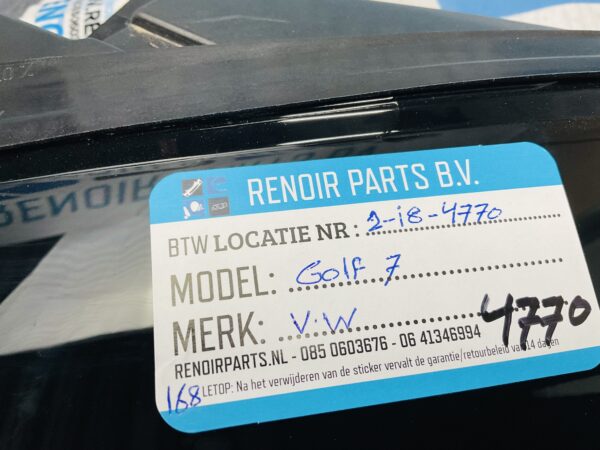 RENOIR PARTS B.V.
BTW LOCATIE NR: 2-i8-4770
MODEL: Golf 7
MERK: V.W
4770
RENOIRPARTS.NL - 085 0603676 - 06 41346994
168
LETOP: Na het verwijderen van de sticker vervalt de garantie/retourbeleid van 14 dagen